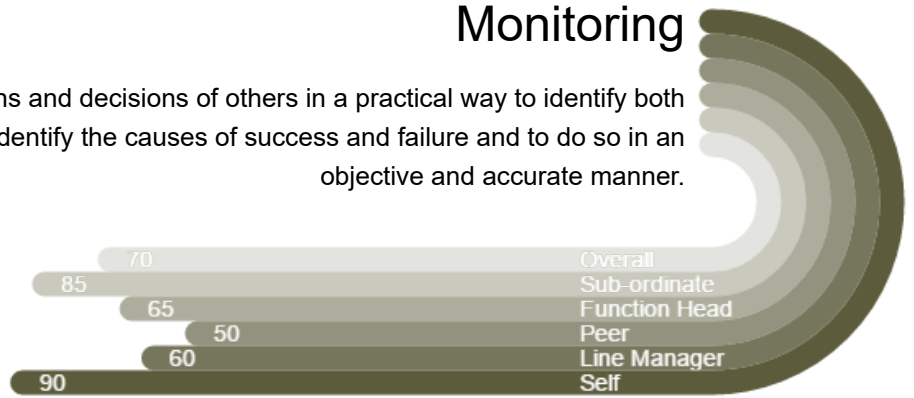 Monitoring
and decisions of others in a practical way to identify both
the causes of success and failure and to do so in an
objective and accurate manner.
70 Overall
85 Sub-ordinate
65 Function Head
50 Peer
60 Line Manager
90 Self